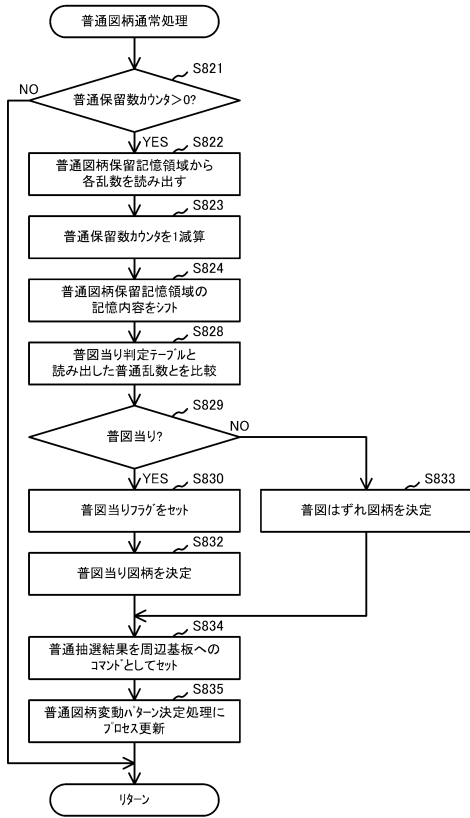 普通図柄通常処理
S821
普通保留数カウンタ>0?
NO
YES
S822
普通図柄保留記憶領域から
各乱数を読み出す
S823
普通保留数カウンタを1減算
S824
普通図柄保留記憶領域の
記憶内容をシフト
S828
普図当り判定テーブルと
読み出した普通乱数とを比較
S829
普図当り?
NO
YES
S830
普図当りフラグをセット
S833
普図はずれ図柄を決定
S832
普図当り図柄を決定
S834
普通抽選結果を周辺基板への
コマンドとしてセット
S835
普通図柄変動パターン決定処理に
プロセス更新
リターン